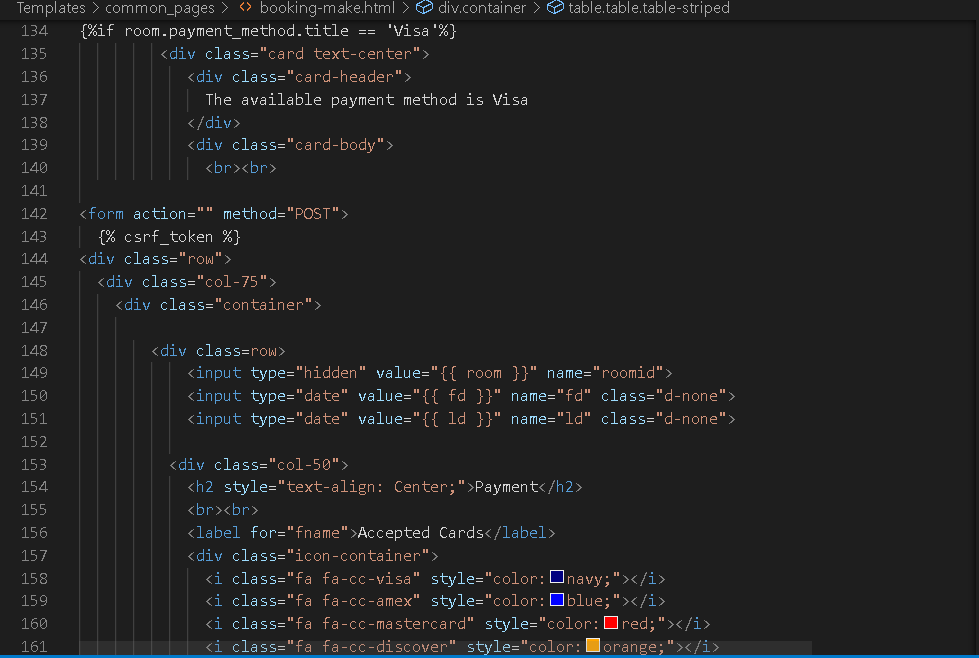 Templates > common_pages > <> booking-make.html > div.container > table.table.table-striped
134 {%if room.payment_method.title == 'Visa'%}
135 <div class="card text-center">
136 <div class="card-header">
137 The available payment method is Visa
138 </div>
139 <div class="card-body">
140 <br><br>
141
142 <form action="" method="POST">
143 {% csrf_token %}
144 <div class="row">
145 <div class="col-75">
146 <div class="container">
147
148 <div class=row>
149 <input type="hidden" value="{{ room }}" name="roomid">
150 <input type="date" value="{{ fd }}" name="fd" class="d-none">
151 <input type="date" value="{{ ld }}" name="ld" class="d-none">
152
153 <div class="col-50">
154 <h2 style="text-align: Center;">Payment</h2>
155 <br><br>
156 <label for="fname">Accepted Cards</label>
157 <div class="icon-container">
158 <i class="fa fa-cc-visa" style="color:navy;"></i>
159 <i class="fa fa-cc-amex" style="color:blue;"></i>
160 <i class="fa fa-cc-mastercard" style="color:red;"></i>
161 <i class="fa fa-cc-discover" style="color:orange;"></i>